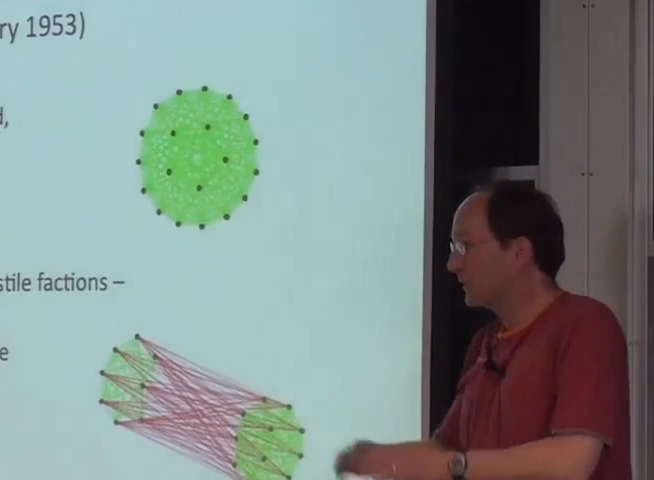 ry 1953)
d,
stile factions –
e